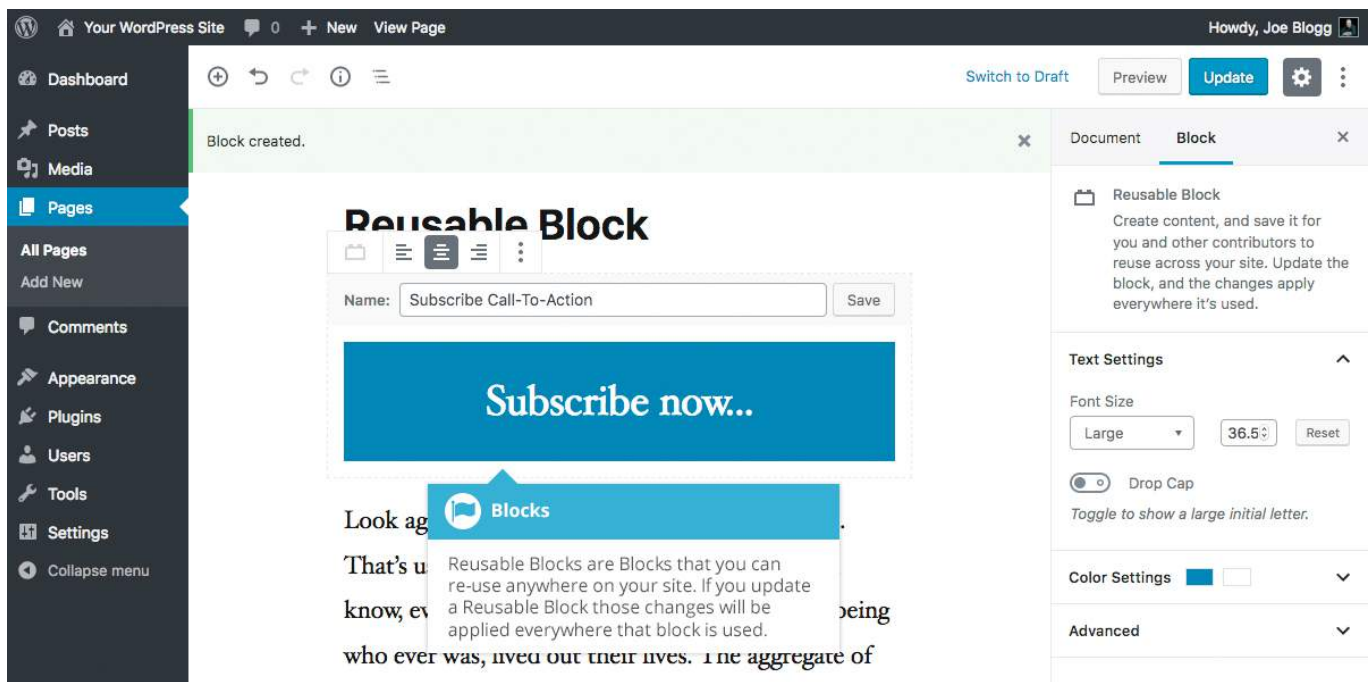 Your WordPress Site 0 New View Page Howdy, Joe Blogg
Dashboard
Posts
Media
Pages
All Pages
Add New
Comments
Appearance
Plugins
Users
Tools
Settings
Collapse menu
Switch to Draft Preview Update
Block created.
Reusable Block
Name: Subscribe Call-To-Action Save
Subscribe now...
Look ag
That's u
know, ev
being
who ever was, lived out their lives. The aggregate of
Blocks
Reusable Blocks are Blocks that you can
re-use anywhere on your site. If you update
a Reusable Block those changes will be
applied everywhere that block is used.
Document Block
Reusable Block
Create content, and save it for
you and other contributors to
reuse across your site. Update the
block, and the changes apply
everywhere it's used.
Text Settings
Font Size
Large 36.5 Reset
Drop Cap
Toggle to show a large initial letter.
Color Settings
Advanced